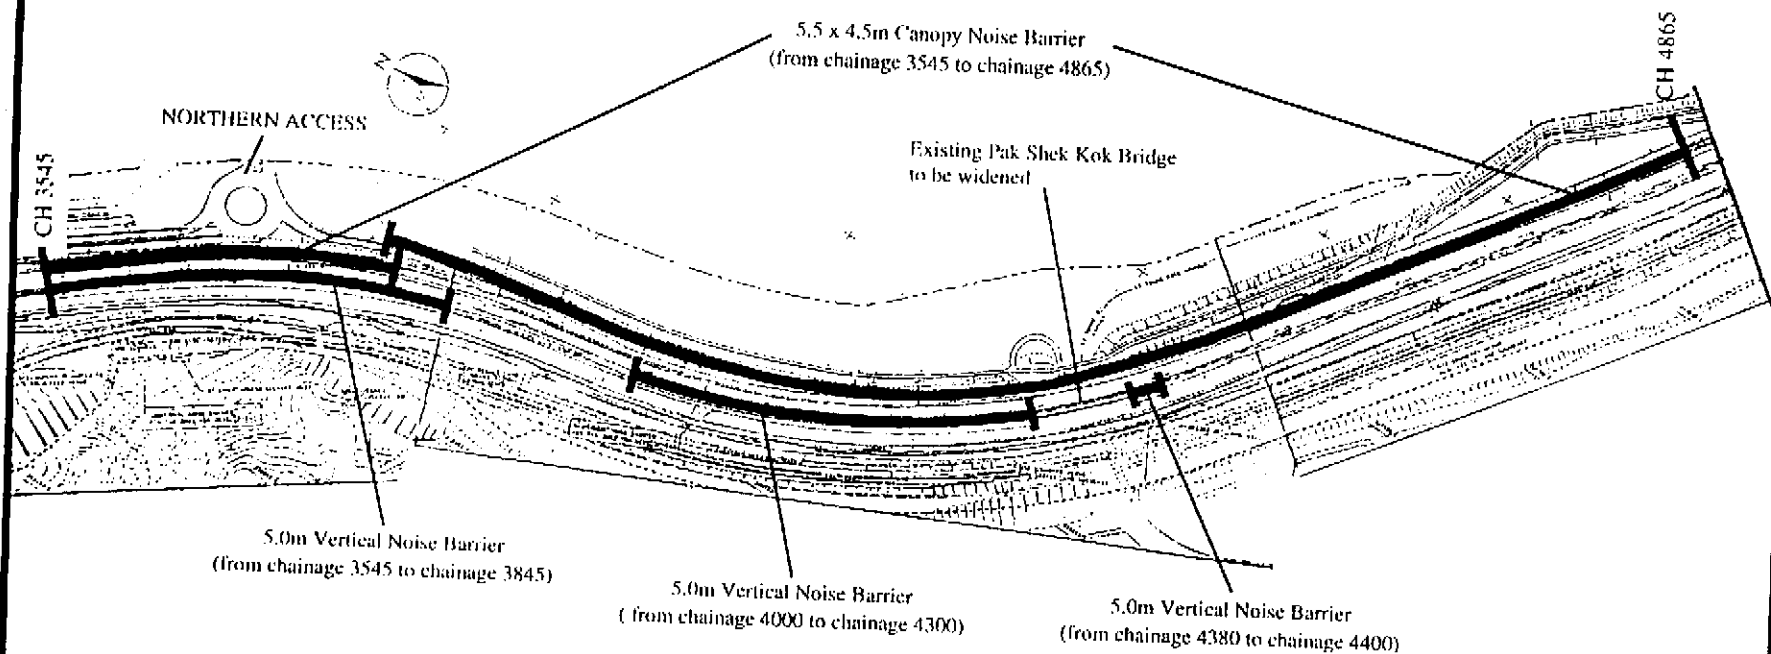 5.5 x 4.5m Canopy Noise Barrier
(from chainage 3545 to chainage 4865)
CH 4865
N
NORTHERN ACCESS
Existing Pak Shek Kok Bridge
to be widened
CH 3545
5.0m Vertical Noise Barrier
(from chainage 3545 to chainage 3845)
5.0m Vertical Noise Barrier
( from chainage 4000 to chainage 4300)
5.0m Vertical Noise Barrier
(from chainage 4380 to chainage 4400)